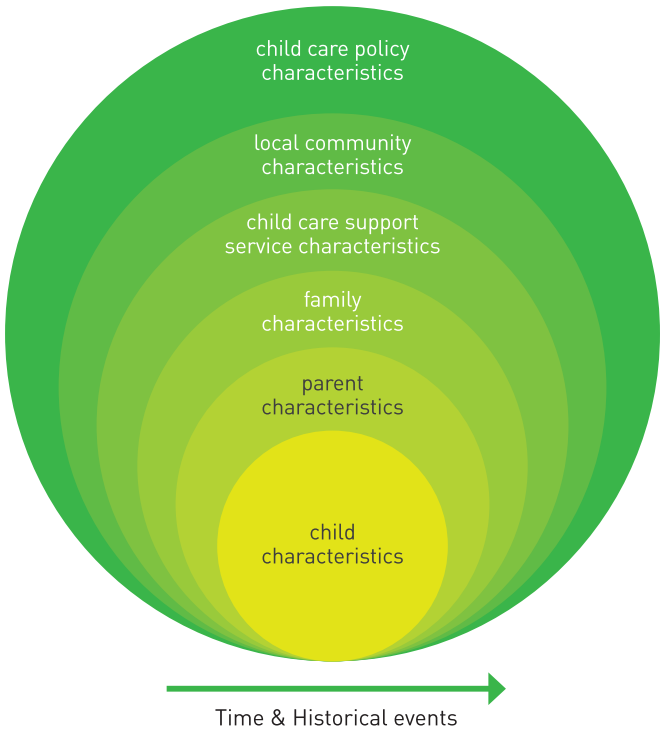 child care policy
characteristics
local community
characteristics
child care support
service characteristics
family
characteristics
parent
characteristics
child
characteristics
Time & Historical events